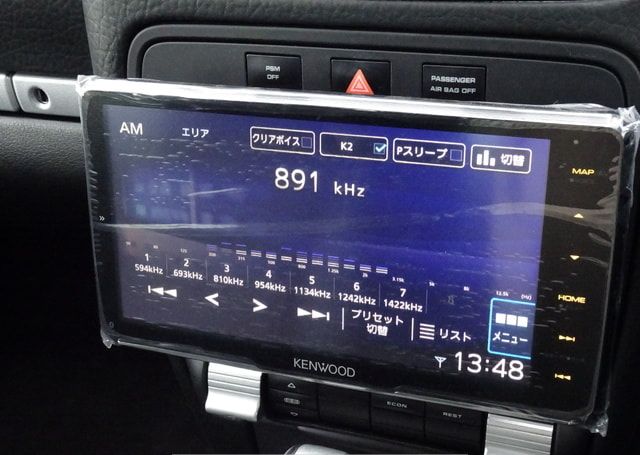 PSM
OFF
PASSENGER
AIR BAG OFF
AM
エリア
クリアボイス
K2
Pスリープ
切替
891 kHz
MAP
1 2 3 4 5 6 7 8
594kHz 693kHz 810kHz 954kHz 1134kHz 1242kHz 1422kHz
HOME
プリセット
切替
リスト
メニュー
13:48
KENWOOD
ECON
REST